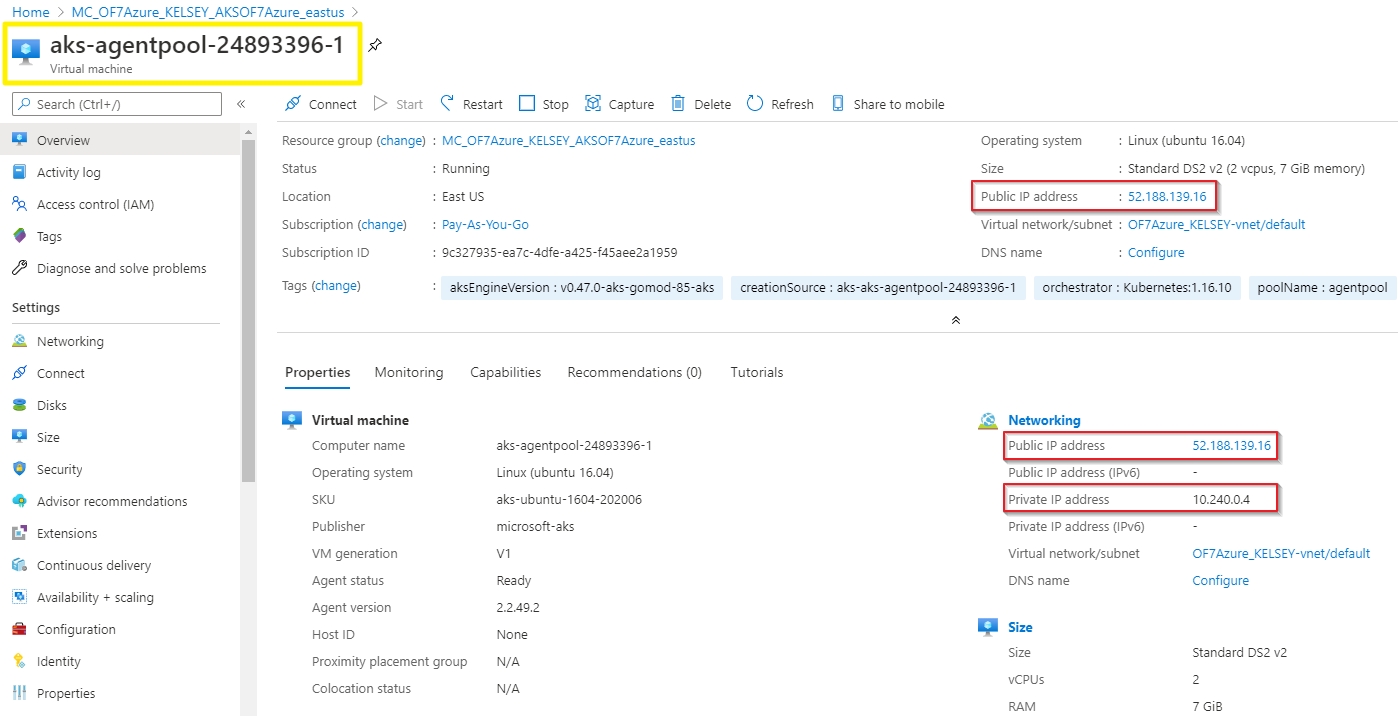 Home > MC_OF7Azure_KELSEY_AKSOF7Azure_eastus >
aks-agentpool-24893396-1
Virtual machine
Search (Ctrl+/)
«
Connect Start Restart Stop Capture Delete Refresh Share to mobile
Overview
Activity log
Access control (IAM)
Tags
Diagnose and solve problems
Settings
Networking
Connect
Disks
Size
Security
Advisor recommendations
Extensions
Continuous delivery
Availability + scaling
Configuration
Identity
Properties
Resource group (change) : MC_OF7Azure_KELSEY_AKSOF7Azure_eastus
Status : Running
Location : East US
Subscription (change) : Pay-As-You-Go
Subscription ID : 9c327935-ea7c-4dfe-a425-f45aee2a1959
Operating system : Linux (ubuntu 16.04)
Size : Standard DS2 v2 (2 vcpus, 7 GiB memory)
Public IP address : 52.188.139.16
Virtual network/subnet : OF7Azure_KELSEY-vnet/default
DNS name : Configure
Tags (change) : aksEngineVersion : v0.47.0-aks-gomod-85-aks creationSource : aks-aks-agentpool-24893396-1 orchestrator : Kubernetes:1.16.10 poolName : agentpool
Properties Monitoring Capabilities Recommendations (0) Tutorials
Virtual machine
Computer name aks-agentpool-24893396-1
Operating system Linux (ubuntu 16.04)
SKU aks-ubuntu-1604-202006
Publisher microsoft-aks
VM generation V1
Agent status Ready
Agent version 2.2.49.2
Host ID None
Proximity placement group N/A
Colocation status N/A
Networking
Public IP address 52.188.139.16
Public IP address (IPv6) -
Private IP address 10.240.0.4
Private IP address (IPv6) -
Virtual network/subnet OF7Azure_KELSEY-vnet/default
DNS name Configure
Size
Size Standard DS2 v2
vCPUs 2
RAM 7 GiB